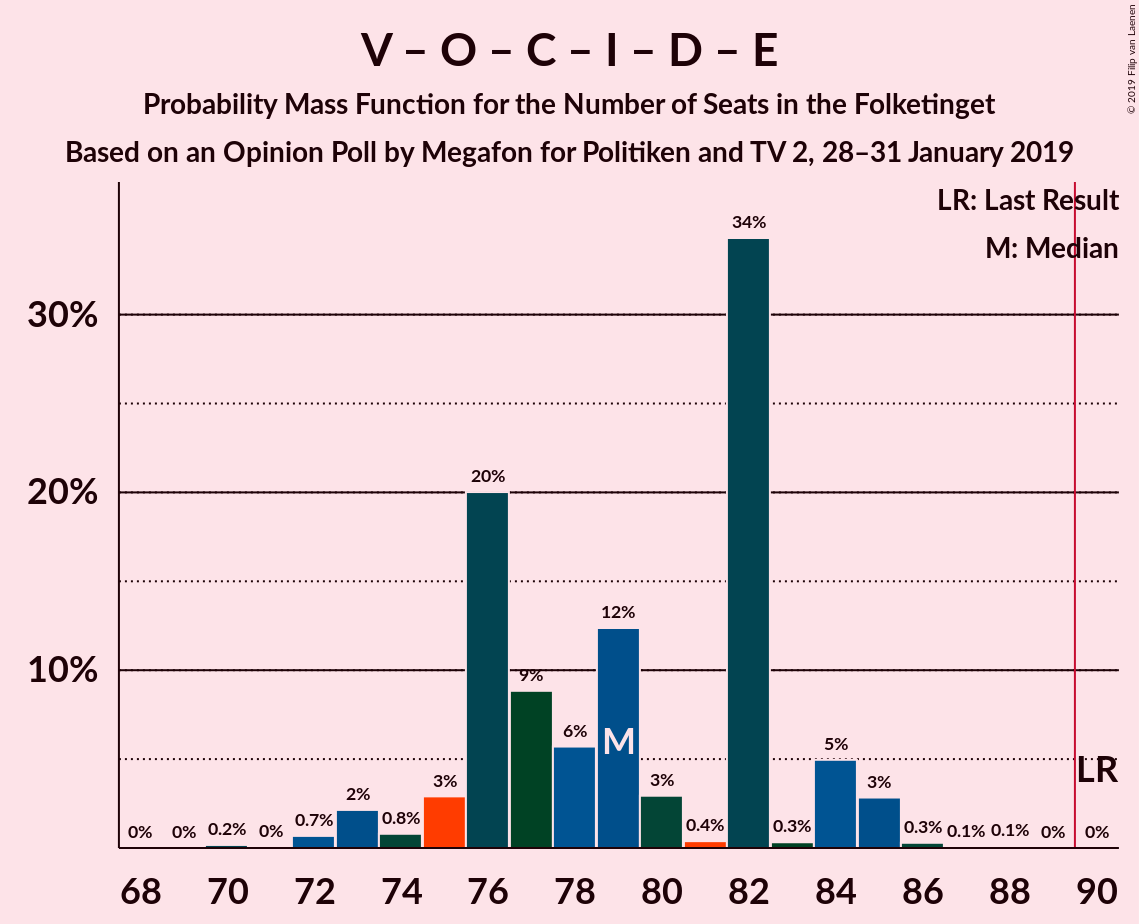 V – O – C – I – D – E
Probability Mass Function for the Number of Seats in the Folketinget
Based on an Opinion Poll by Megafon for Politiken and TV 2, 28–31 January 2019
© 2019 Filip van Laenen
LR: Last Result
M: Median
30%
20%
10%
0%
0%
0.2%
0%
0.7%
2%
0.8%
3%
20%
9%
6%
12%
3%
0.4%
34%
0.3%
5%
3%
0.3%
0.1%
0.1%
0%
0%
M
LR
68 70 72 74 76 78 80 82 84 86 88 90